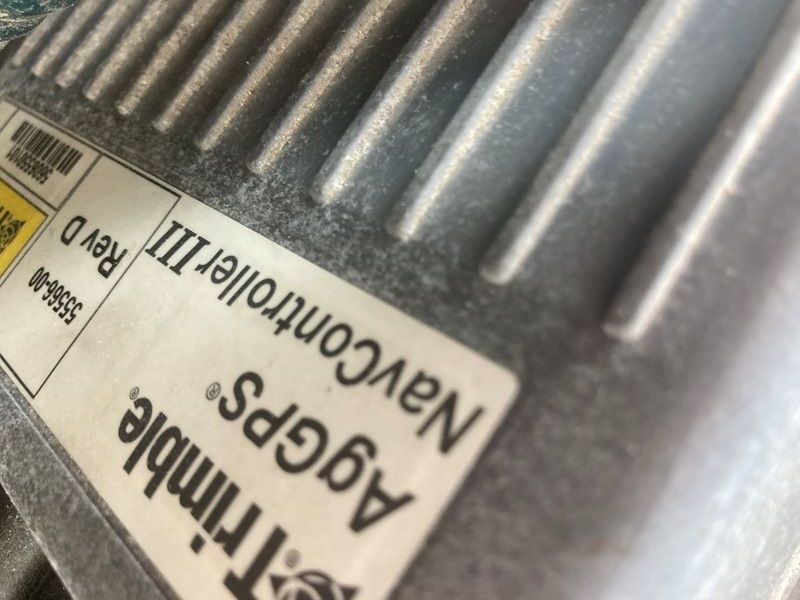 Trimble®
AgGPS®
NavController III
55566-00
Rev D